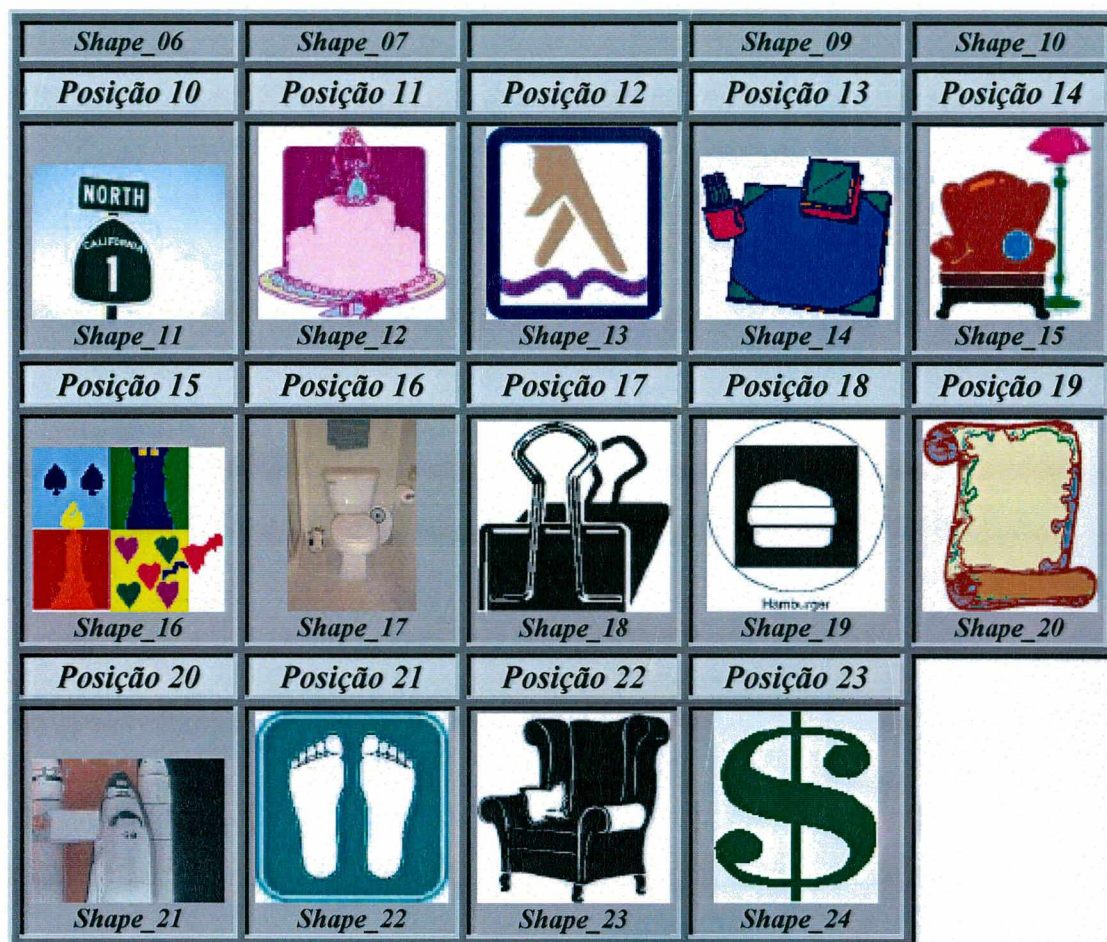 Shape_06 Shape_07 Shape_09 Shape_10
Posição 10 Posição 11 Posição 12 Posição 13 Posição 14
NORTH
CALIFORNIA
1
Shape_11 Shape_12 Shape_13 Shape_14 Shape_15
Posição 15 Posição 16 Posição 17 Posição 18 Posição 19
Hamburger
Shape_16 Shape_17 Shape_18 Shape_19 Shape_20
Posição 20 Posição 21 Posição 22 Posição 23
$
Shape_21 Shape_22 Shape_23 Shape_24